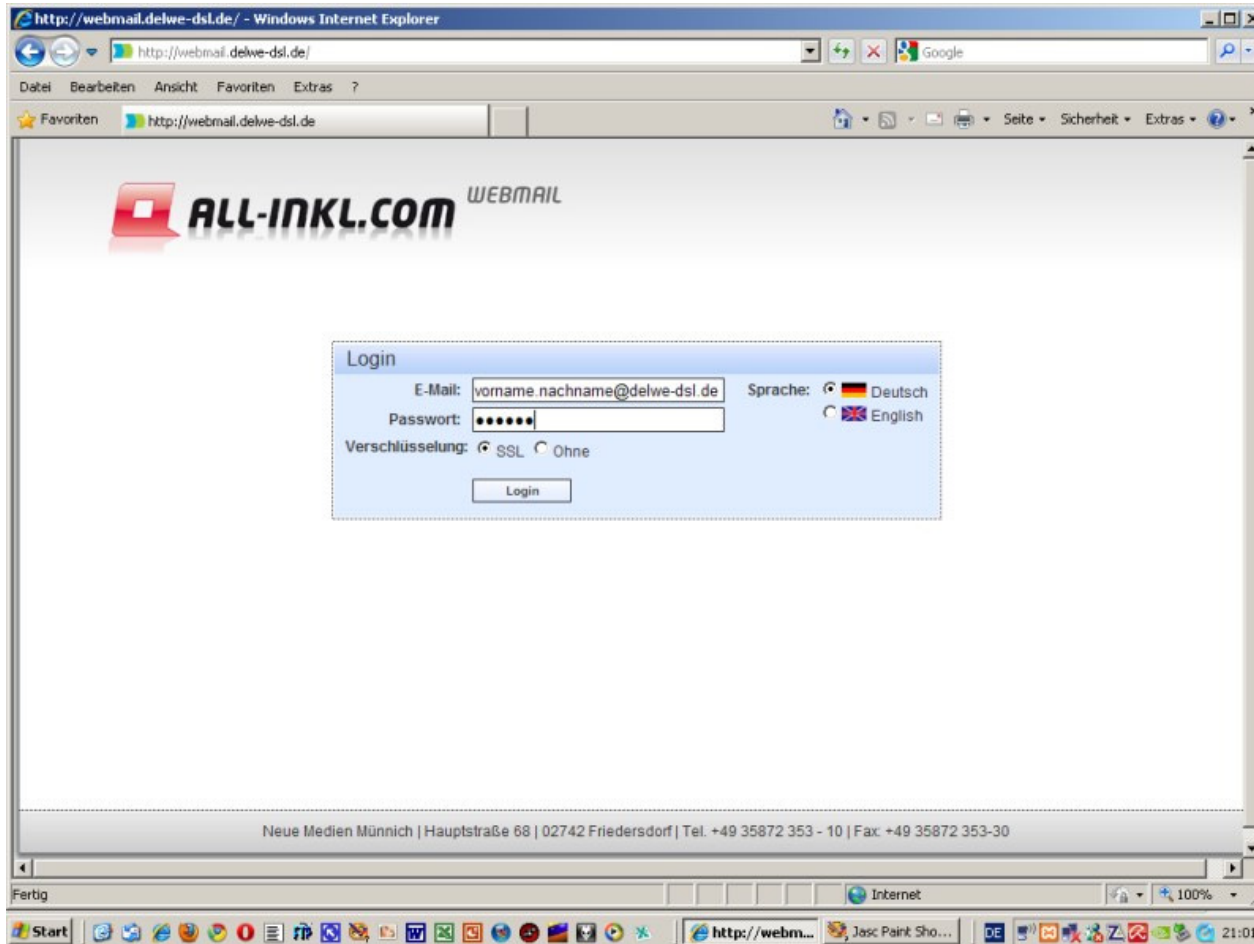 http://webmail.delwe-dsl.de/ - Windows Internet Explorer
http://webmail.delwe-dsl.de/
Google
Datei Bearbeiten Ansicht Favoriten Extras ?
Favoriten http://webmail.delwe-dsl.de Seite Sicherheit Extras
ALL-INKL.COM WEBMAIL
Login
E-Mail: vorname.nachname@delwe-dsl.de Sprache: Deutsch
Passwort: ●●●●●● English
Verschlüsselung: SSL Ohne
Login
Neue Medien Münnich | Hauptstraße 68 | 02742 Friedersdorf | Tel. +49 35872 353 - 10 | Fax: +49 35872 353-30
Fertig Internet 100%
Start http://webm... Jasc Paint Sho... DE